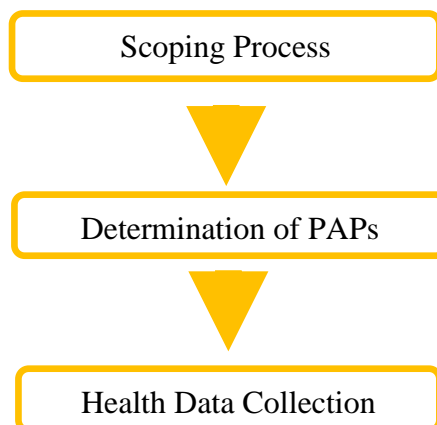 Scoping Process
Determination of PAPs
Health Data Collection